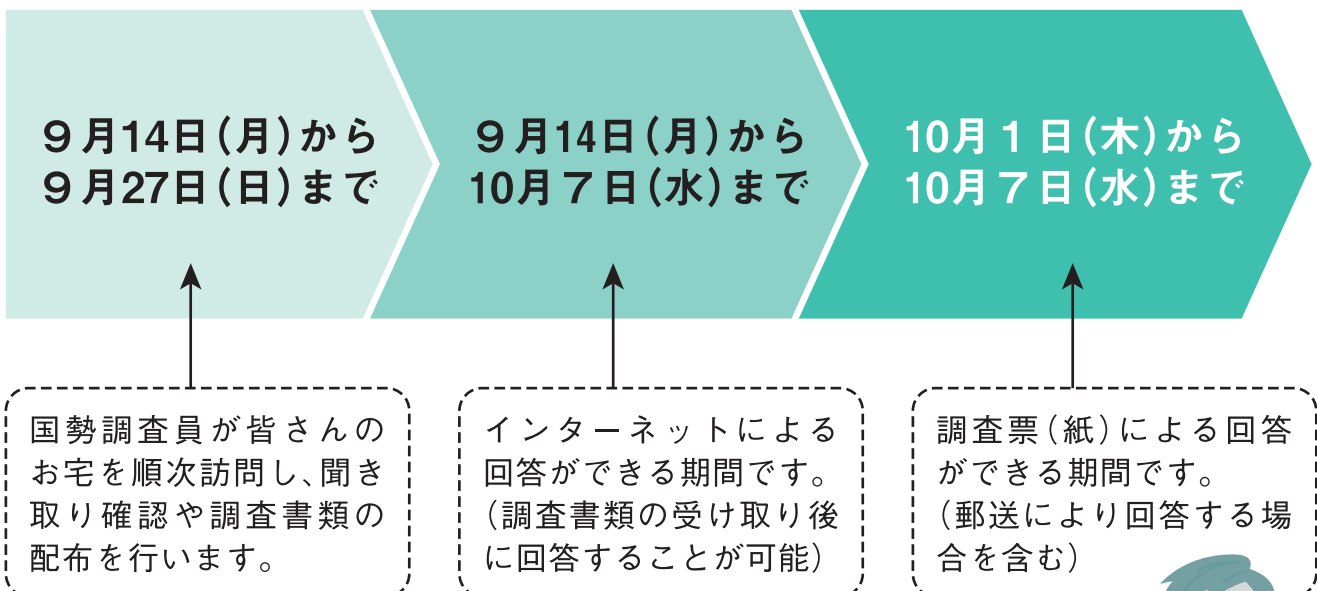 9月14日(月)から
9月27日(日)まで
9月14日(月)から
10月7日(水)まで
10月1日(木)から
10月7日(水)まで
国勢調査員が皆さんの
お宅を順次訪問し、聞き
取り確認や調査書類の
配布を行います。
インターネットによる
回答ができる期間です。
(調査書類の受け取り後
に回答することが可能)
調査票(紙)による回答
ができる期間です。
(郵送により回答する場
合を含む)